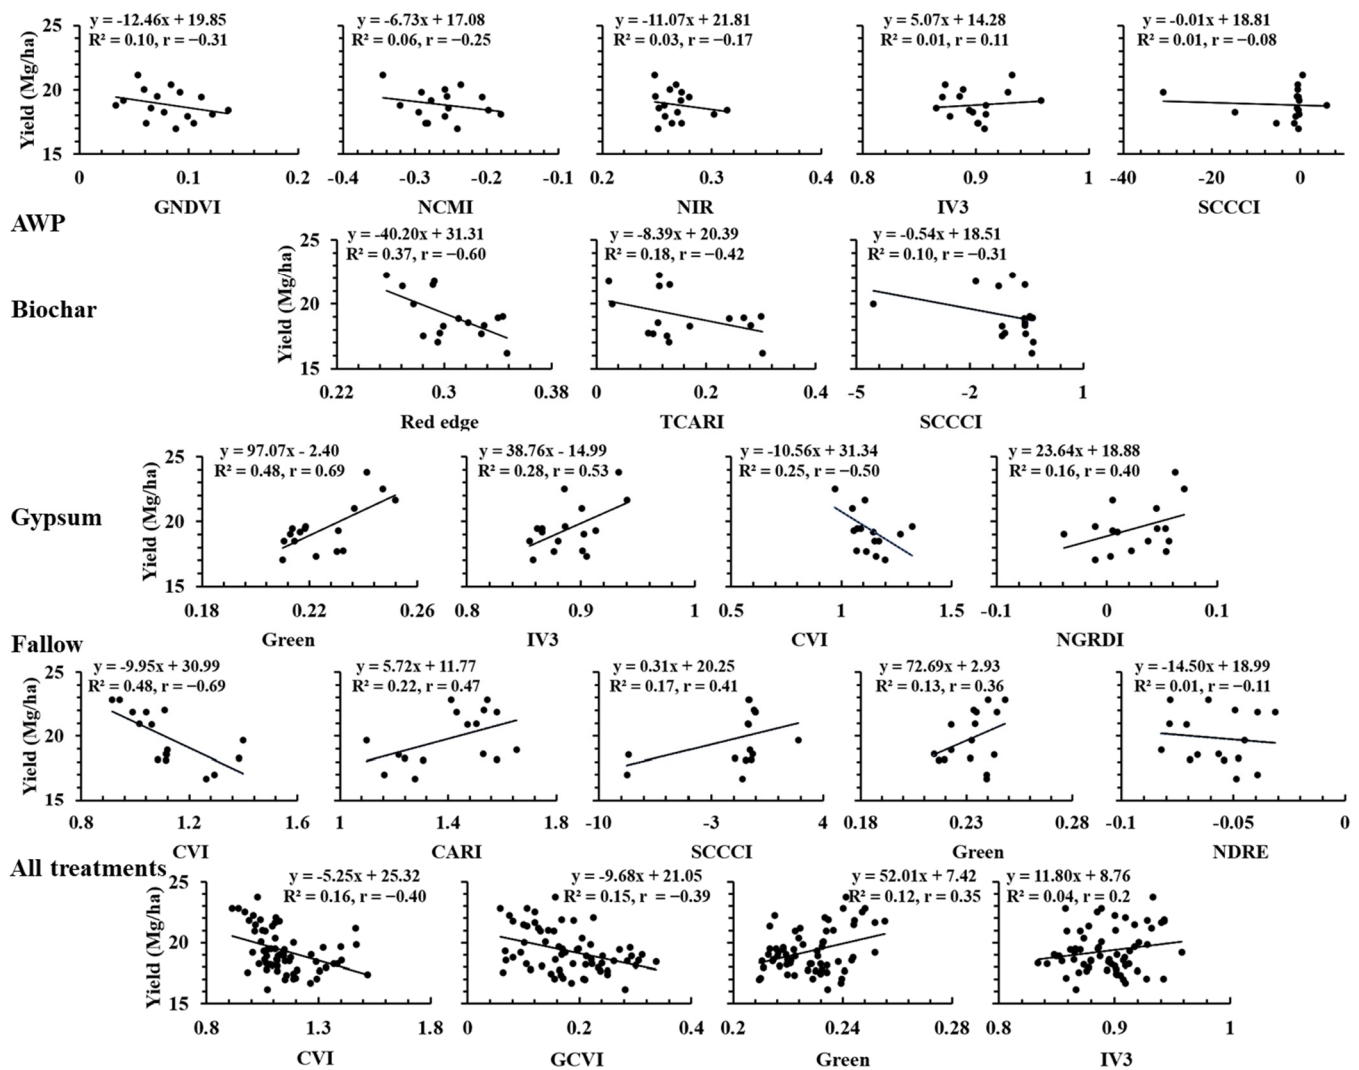 y = -12.46x + 19.85
R² = 0.10, r = −0.31
y = -6.73x + 17.08
R² = 0.06, r = −0.25
y = -11.07x + 21.81
R² = 0.03, r = −0.17
y = 5.07x + 14.28
R² = 0.01, r = 0.11
y = -0.01x + 18.81
R² = 0.01, r = −0.08
Yield (Mg/ha)
25
20
15
0 0.1 0.2
-0.4 -0.3 -0.2 -0.1
0.2 0.3 0.4
0.8 0.9 1
-40 -20 0
GNDVI
NCMI
NIR
IV3
SCCCI
AWP
y = -40.20x + 31.31
R² = 0.37, r = −0.60
y = -8.39x + 20.39
R² = 0.18, r = −0.42
y = -0.54x + 18.51
R² = 0.10, r = −0.31
Biochar
Yield (Mg/ha)
25
20
15
0.22 0.3 0.38
0 0.2 0.4
-5 -2 1
Red edge
TCARI
SCCCI
y = 97.07x - 2.40
R² = 0.48, r = 0.69
y = 38.76x - 14.99
R² = 0.28, r = 0.53
y = -10.56x + 31.34
R² = 0.25, r = −0.50
y = 23.64x + 18.88
R² = 0.16, r = 0.40
Gypsum
Yield (Mg/ha)
25
20
15
0.18 0.22 0.26
0.8 0.9 1
0.5 1 1.5
-0.1 0 0.1
Green
IV3
CVI
NGRDI
Fallow
y = -9.95x + 30.99
R² = 0.48, r = −0.69
y = 5.72x + 11.77
R² = 0.22, r = 0.47
y = 0.31x + 20.25
R² = 0.17, r = 0.41
y = 72.69x + 2.93
R² = 0.13, r = 0.36
y = -14.50x + 18.99
R² = 0.01, r = −0.11
Yield (Mg/ha)
25
20
15
0.8 1.2 1.6
1 1.4 1.8
-10 -3 4
0.18 0.23 0.28
-0.1 -0.05 0
CVI
CARI
SCCCI
Green
NDRE
All treatments
y = -5.25x + 25.32
R² = 0.16, r = −0.40
y = -9.68x + 21.05
R² = 0.15, r = −0.39
y = 52.01x + 7.42
R² = 0.12, r = 0.35
y = 11.80x + 8.76
R² = 0.04, r = 0.2
Yield (Mg/ha)
25
20
15
0.8 1.3 1.8
0 0.2 0.4
0.2 0.24 0.28
0.8 0.9 1
CVI
GCVI
Green
IV3